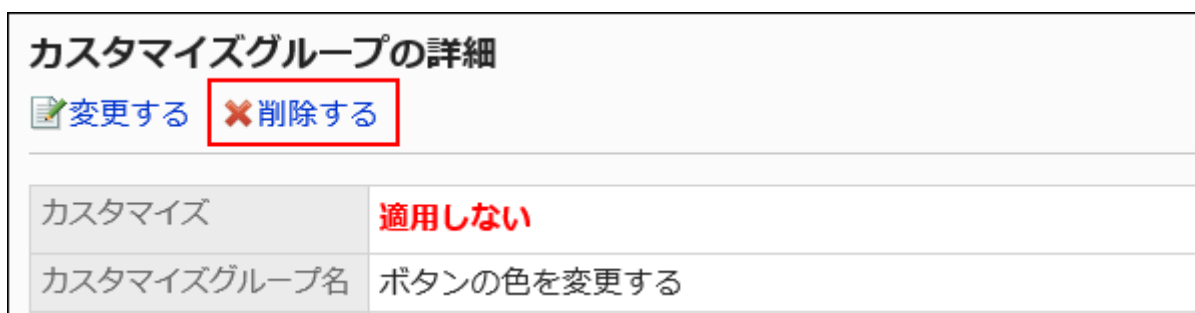 カスタマイズグループの詳細
変更する 削除する
カスタマイズ 適用しない
カスタマイズグループ名 ボタンの色を変更する